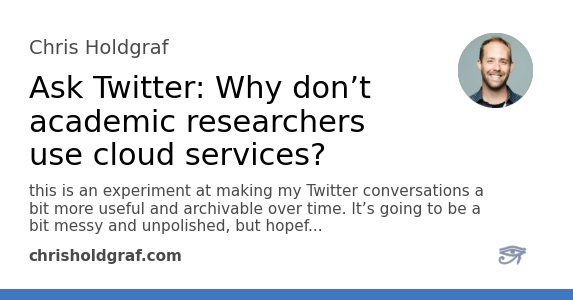 Chris Holdgraf
Ask Twitter: Why don’t
academic researchers
use cloud services?
this is an experiment at making my Twitter conversations a
bit more useful and archivable over time. It’s going to be a
bit messy and unpolished, but hopef...
chrisholdgraf.com